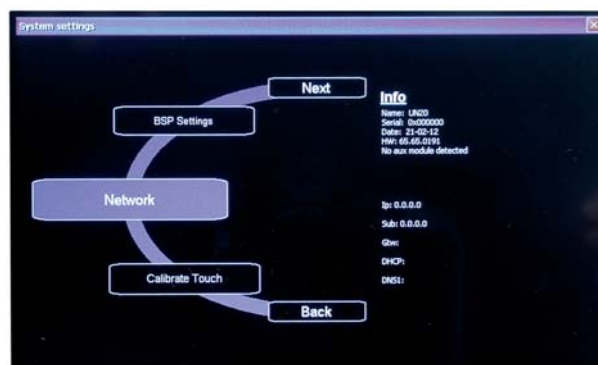 System settings
Next
BSP Settings
Network
Calibrate Touch
Back
Info
Name: UN20
Serial: 0x000000
Date: 21-02-12
HW: 65.65.0191
No aux module detected
Ip: 0.0.0.0
Sub: 0.0.0.0
Gtw:
DHCP:
DNS1: